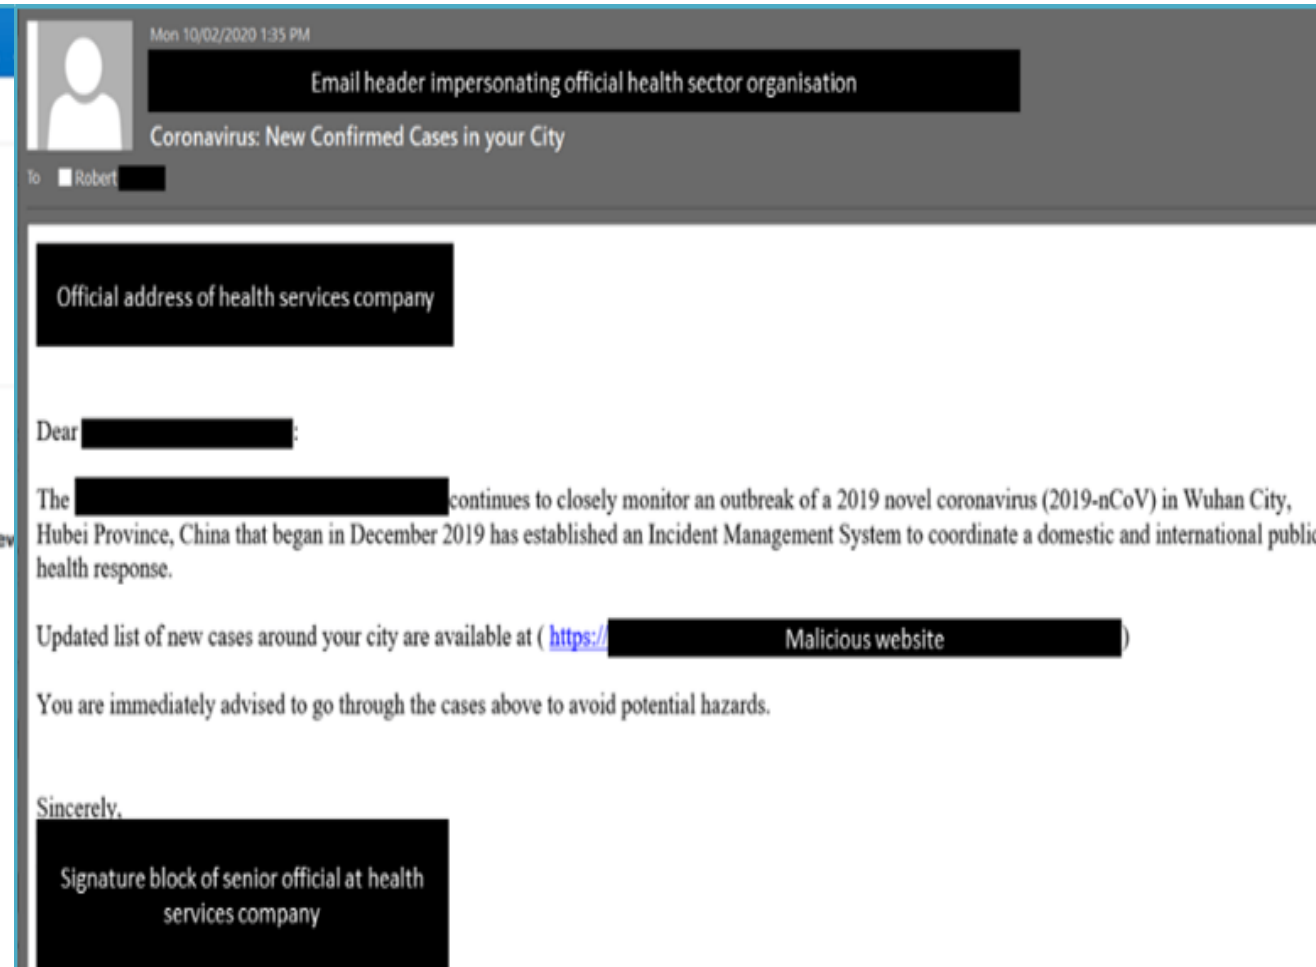 Mon 10/02/2020 1:35 PM
Email header impersonating official health sector organisation
Coronavirus: New Confirmed Cases in your City
To Robert
Official address of health services company
Dear :
The continues to closely monitor an outbreak of a 2019 novel coronavirus (2019-nCoV) in Wuhan City,
Hubei Province, China that began in December 2019 has established an Incident Management System to coordinate a domestic and international public
health response.
Updated list of new cases around your city are available at ( https:// Malicious website )
You are immediately advised to go through the cases above to avoid potential hazards.
Sincerely,
Signature block of senior official at health
services company